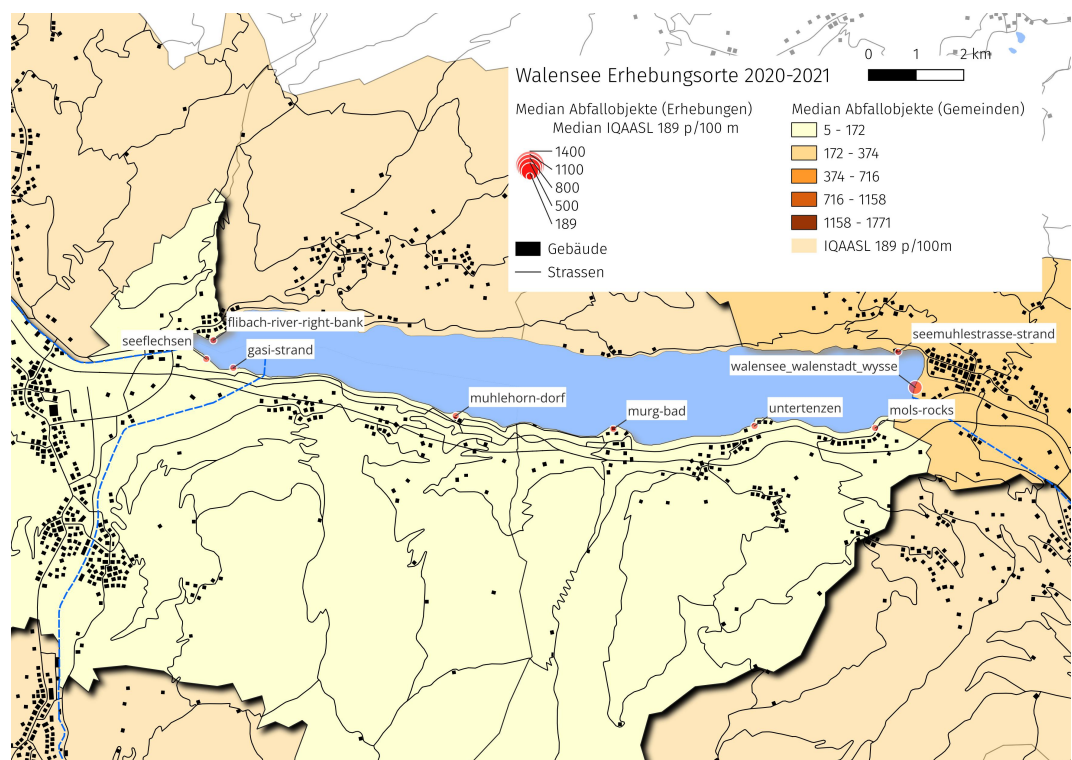 0 1 2 km
Walensee Erhebungsorte 2020-2021
Median Abfallobjekte (Erhebungen)
Median IQAASL 189 p/100 m
1400
1100
800
500
189
Gebäude
Strassen
Median Abfallobjekte (Gemeinden)
5 - 172
172 - 374
374 - 716
716 - 1158
1158 - 1771
IQAASL 189 p/100m
flibach-river-right-bank
seeflechsen
gasi-strand
seemuhlestrasse-strand
walensee_walenstadt_wysse
muhlehorn-dorf
murg-bad
untertenzen
mols-rocks